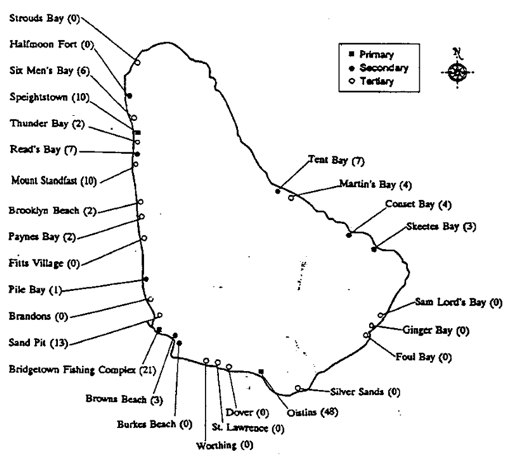 Strouds Bay (0)
Halfmoon Fort (0)
Six Men's Bay (6)
Speightstown (10)
Thunder Bay (2)
Read's Bay (7)
Mount Standfast (10)
Brooklyn Beach (2)
Paynes Bay (2)
Fitts Village (0)
Pile Bay (1)
Brandons (0)
Sand Pit (13)
Bridgetown Fishing Complex (21)
Browns Beach (3)
Burkes Beach (0)
Worthing (0)
St. Lawrence (0)
Dover (0)
Oistins (48)
Silver Sands (0)
Foul Bay (0)
Ginger Bay (0)
Sam Lord's Bay (0)
Skeetes Bay (3)
Conset Bay (4)
Martin's Bay (4)
Tent Bay (7)
Primary
Secondary
Tertiary
N